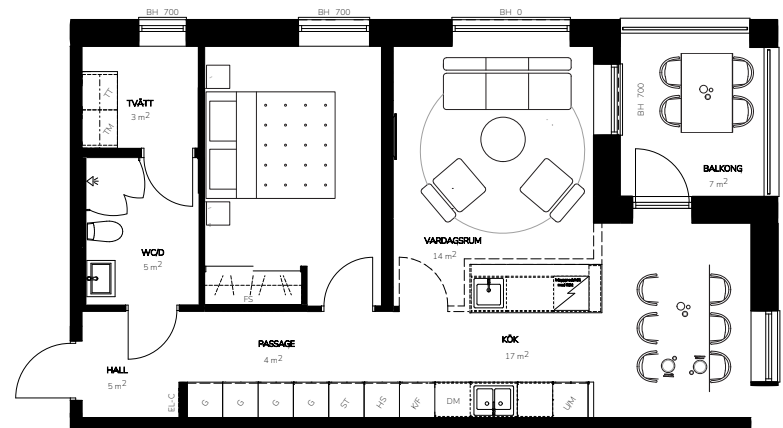 BH 700
BH 700
BH 0
TT
TM
TVÄTT
3 m²
BH 700
BALKONG
7 m²
WC/D
5 m²
VARDAGSRUM
14 m²
FS
PASSAGE
4 m²
KÖK
17 m²
HALL
5 m²
EL-C
G
G
G
G
ST
HS
K/F
DM
U/M